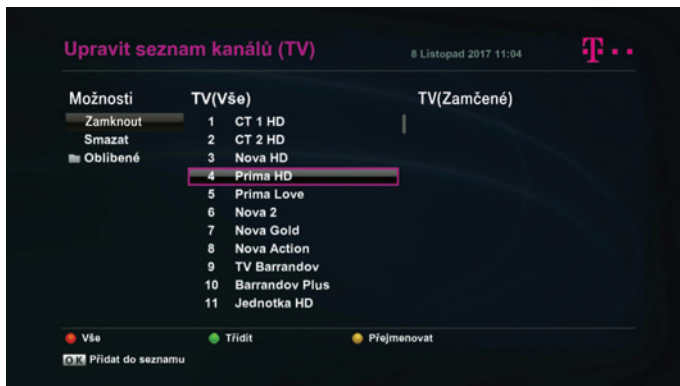 Upravit seznam kanálů (TV)
8 Listopad 2017 11:04
T
Možnosti
Zamknout
Smazat
Oblíbené
TV(Vše)
1 CT 1 HD
2 CT 2 HD
3 Nova HD
4 Prima HD
5 Prima Love
6 Nova 2
7 Nova Gold
8 Nova Action
9 TV Barrandov
10 Barrandov Plus
11 Jednotka HD
TV(Zamčené)
Vše
Třídit
Přejmenovat
OK Přidat do seznamu